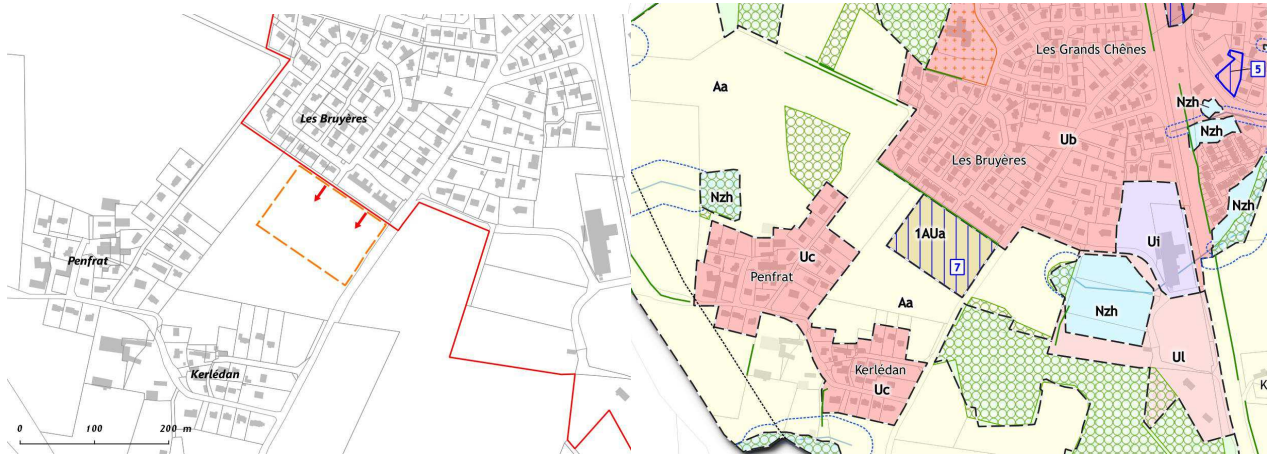 Les Bruyères
Penfrat
Kerlédan
0 100 200 m
Les Grands Chênes
5
Aa
Nzh
Nzh
Ub
Les Bruyères
Nzh
Nzh
1AUa
Ui
Uc
7
Penfrat
Aa
Nzh
Ul
Kerlédan
Uc
K